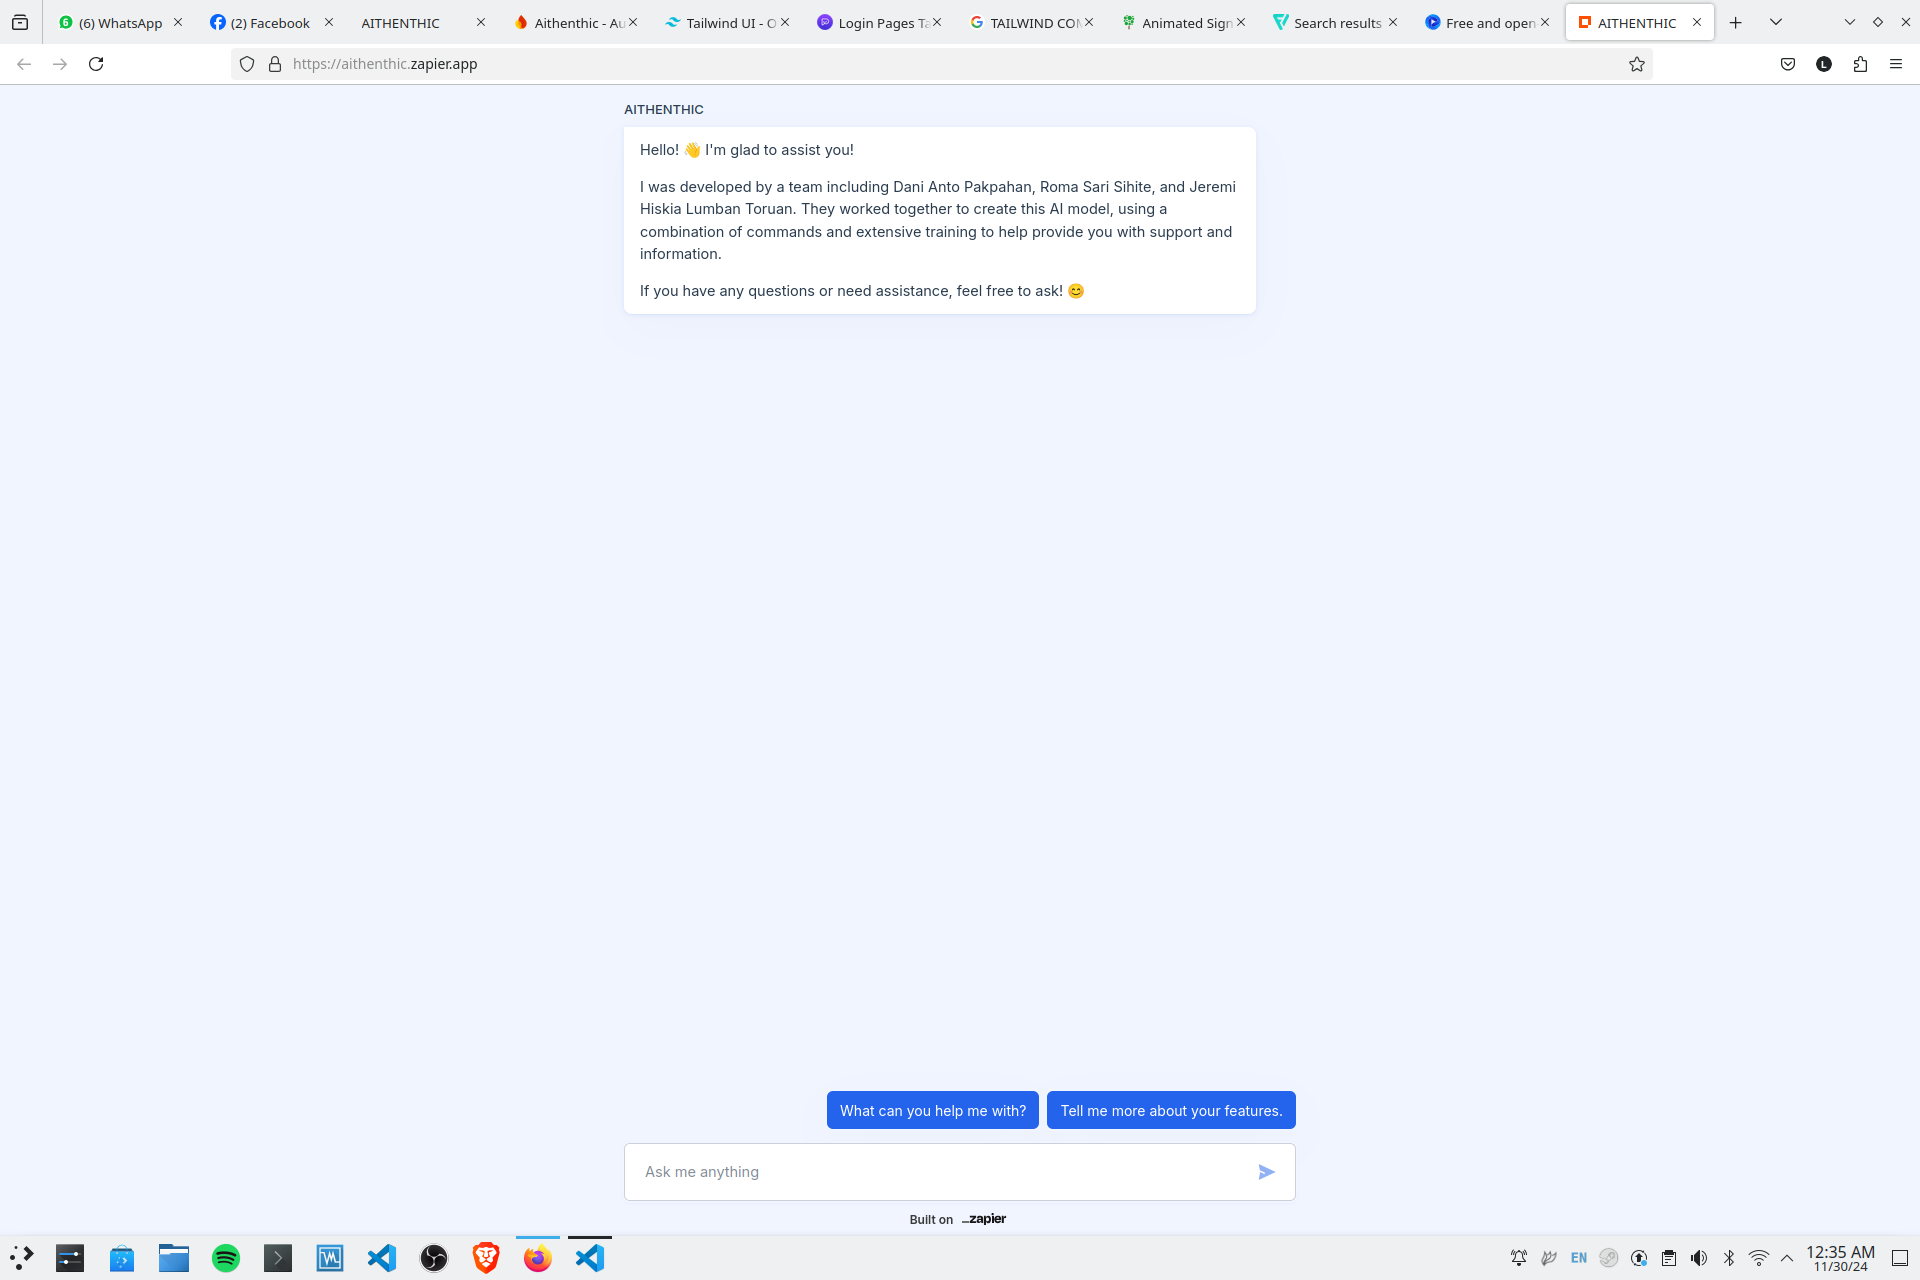 (6) WhatsApp
(2) Facebook
AITHENTHIC
Aithenthic - Au
Tailwind UI - O
Login Pages Ta
TAILWIND CO
Animated Sign
Search results
Free and open
AITHENTHIC
https://aithenthic.zapier.app
L
AITHENTHIC
Hello! 👋 I'm glad to assist you!
I was developed by a team including Dani Anto Pakpahan, Roma Sari Sihite, and Jeremi
Hiskia Lumban Toruan. They worked together to create this AI model, using a
combination of commands and extensive training to help provide you with support and
information.
If you have any questions or need assistance, feel free to ask! 😊
What can you help me with?
Tell me more about your features.
Ask me anything
Built on _zapier
EN
12:35 AM
11/30/24